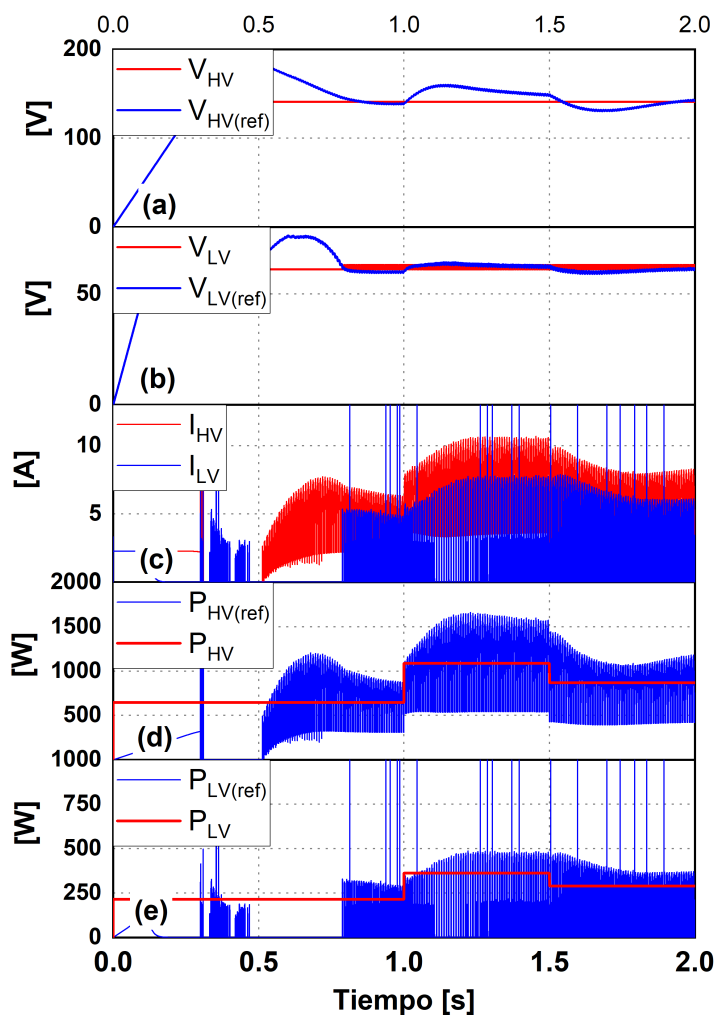 0.0 0.5 1.0 1.5 2.0
200
V_HV
V_HV(ref)
[V]
100
(a)
0
V_LV
V_LV(ref)
[V]
50
(b)
0
I_HV
I_LV
[A]
10
5
(c)
2000
P_HV(ref)
P_HV
[W]
1500
1000
500
(d)
1000
P_LV(ref)
P_LV
[W]
750
500
250
(e)
0
0.0 0.5 1.0 1.5 2.0
Tiempo [s]